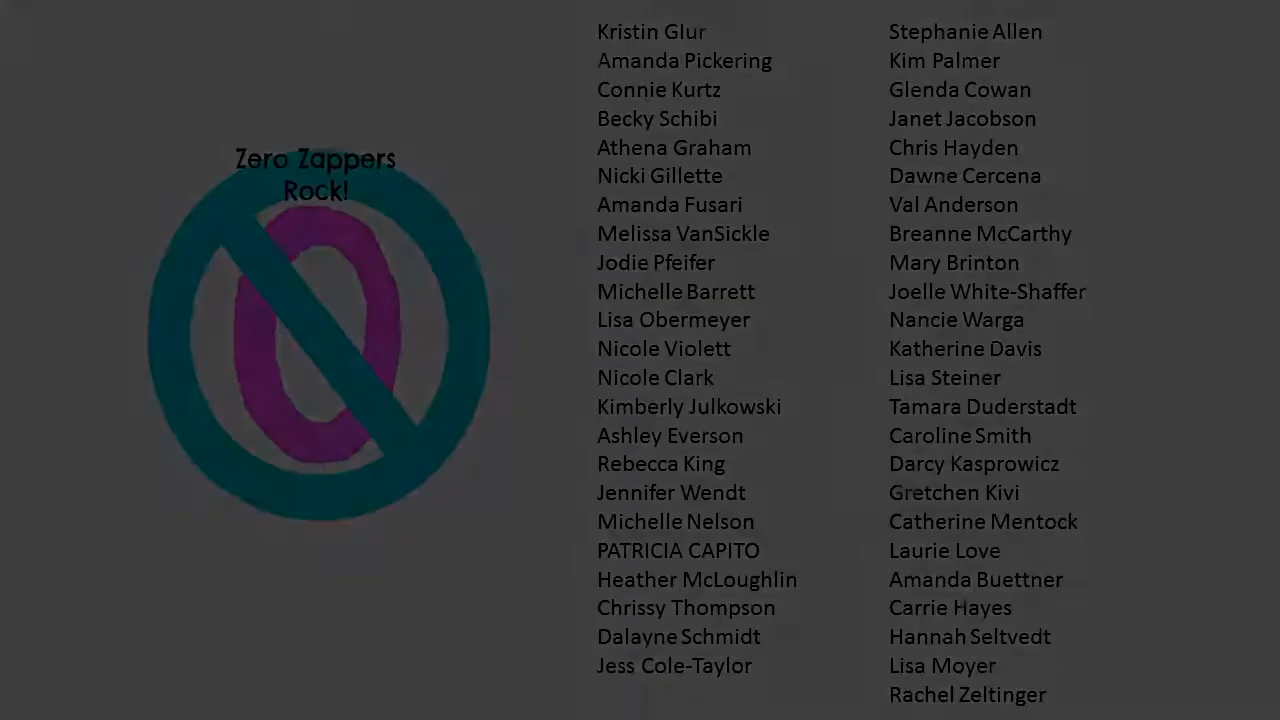 Zero Zappers
Rock!
Kristin Glur
Amanda Pickering
Connie Kurtz
Becky Schibi
Athena Graham
Nicki Gillette
Amanda Fusari
Melissa VanSickle
Jodie Pfeifer
Michelle Barrett
Lisa Obermeyer
Nicole Violett
Nicole Clark
Kimberly Julkowski
Ashley Everson
Rebecca King
Jennifer Wendt
Michelle Nelson
PATRICIA CAPITO
Heather McLoughlin
Chrissy Thompson
Dalayne Schmidt
Jess Cole-Taylor
Stephanie Allen
Kim Palmer
Glenda Cowan
Janet Jacobson
Chris Hayden
Dawne Cercena
Val Anderson
Breanne McCarthy
Mary Brinton
Joelle White-Shaffer
Nancie Warga
Katherine Davis
Lisa Steiner
Tamara Duderstadt
Caroline Smith
Darcy Kasprowicz
Gretchen Kivi
Catherine Mentock
Laurie Love
Amanda Buettner
Carrie Hayes
Hannah Seltvedt
Lisa Moyer
Rachel Zeltinger